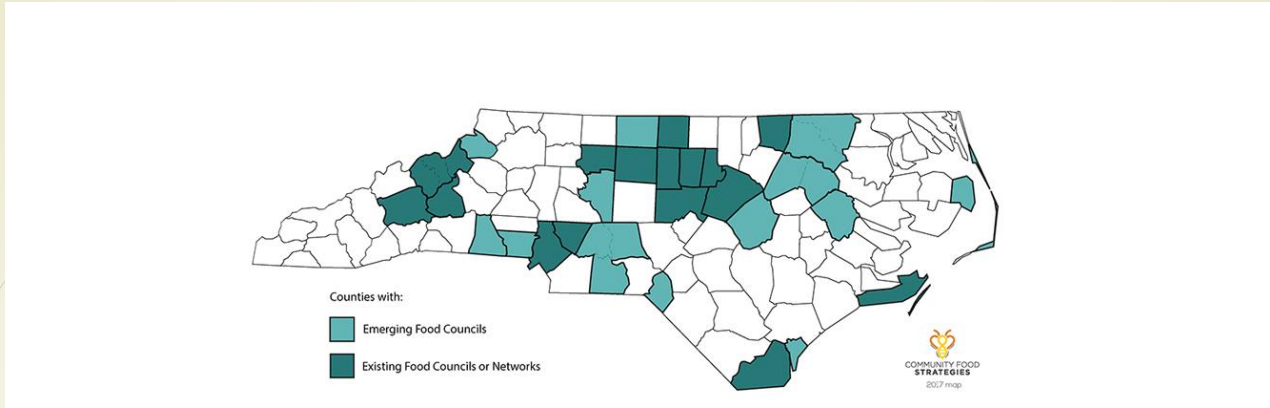 Counties with:
Emerging Food Councils
Existing Food Councils or Networks
COMMUNITY FOOD
STRATEGIES
2017 map